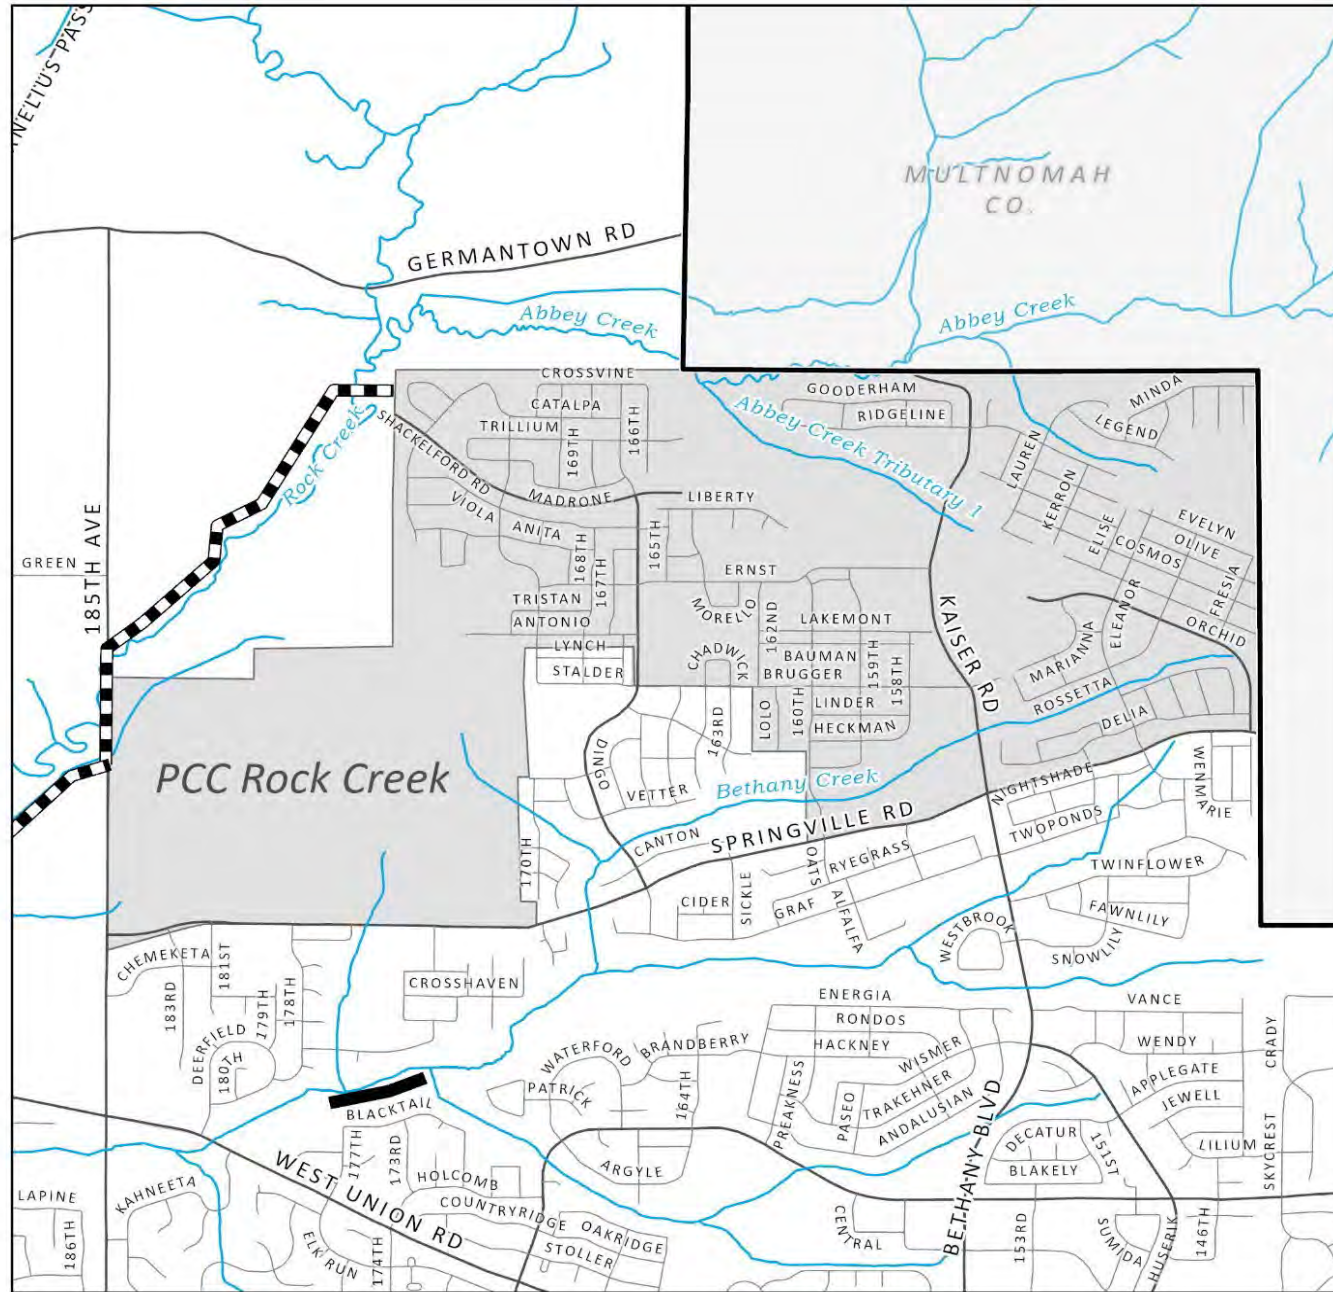 NELIUS PASS
MULTNOMAH
CO.
GERMANTOWN RD
Abbey Creek
Abbey Creek
CROSSVINE
GOODERHAM
MINDA
CATALPA
RIDGELINE
LEGEND
TRILLIUM
166TH
SHACKELFORD RD
169TH
Abbey Creek Tributary 1
LAUREN
Rock Creek
MADRONE
LIBERTY
KERRON
VIOLA
ANITA
EVELYN
OLIVE
ELISE
COSMOS
185TH AVE
GREEN
168TH
167TH
165TH
ERNST
FRESIA
TRISTAN
MORELLO
162ND
LAKEMONT
KAISER RD
ELEANOR
ORCHID
ANTONIO
MARIANNA
LYNCH
CHADWICK
BAUMAN
159TH
158TH
STALDER
BRUGGER
ROSSETTA
LOLO
160TH
LINDER
163RD
HECKMAN
DELIA
PCC Rock Creek
DINGO
VETTER
Bethany Creek
NIGHTSHADE
WENMARIE
CANTON
SPRINGVILLE RD
TWOPONDS
170TH
OATS
RYEGRASS
TWINFLOWER
CIDER
SICKLE
GRAF
ALFALFA
FAWNLILY
WESTBROOK
SNOWLILY
CHEMEKETA
181ST
183RD
179TH
178TH
CROSSHAVEN
ENERGIA
VANCE
RONDOS
DEERFIELD
180TH
WATERFORD
BRANDBERRY
HACKNEY
WISMER
WENDY
CRADY
PATRICK
164TH
PREAKNESS
PASEO
TRAKEHNER
ANDALUSIAN
BETHANY BLVD
APPLEGATE
JEWELL
BLACKTAIL
DECATUR
151ST
LILIUM
177TH
173RD
ARGYLE
BLAKELY
SKYCREST
WEST UNION RD
HOLCOMB
LAPINE
KAHNEETA
COUNTRYRIDGE
OAKRIDGE
186TH
ELK RUN
174TH
STOLLER
CENTRAL
153RD
SUMIDA
HUSERIK
146TH